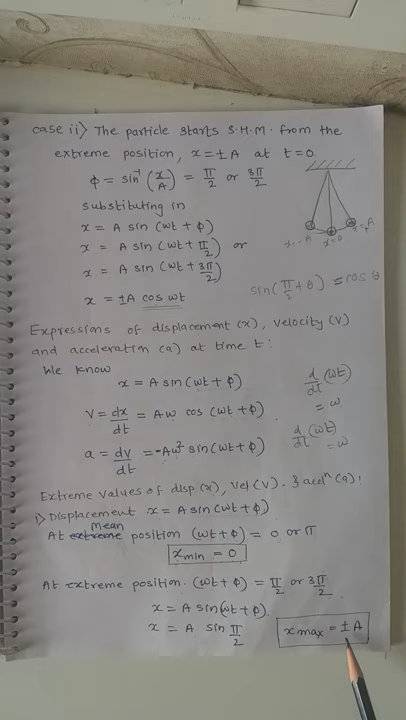 case ii) The particle starts S.H.M. from the
extreme position, x = ±A at t=0.
ϕ = sin⁻¹ (x/A) = π/2 or 3π/2
substituting in
x = A sin (ωt + ϕ)
x = A sin (ωt + π/2) or
x = A sin (ωt + 3π/2)
x = ±A cos ωt
x=-A x=0 x=A
sin(π/2 + θ) = cos θ
Expressions of displacement (x), velocity (V)
and acceleration (a) at time t:
We know
x = A sin (ωt + ϕ)
V = dx/dt = Aω cos (ωt + ϕ)
a = dv/dt = -Aω² sin (ωt + ϕ)
d/dt (ωt)
= ω
d/dt (ωt)
= ω
Extreme values of disp.(x), vel(V). & accelⁿ (a):
i) Displacement x = A sin (ωt + ϕ)
mean
At position (ωt + ϕ) = 0 or π
x min = 0
At extreme position. (ωt + ϕ) = π/2 or 3π/2
x = A sin (ωt + ϕ)
x = A sin π/2
x max = ±A